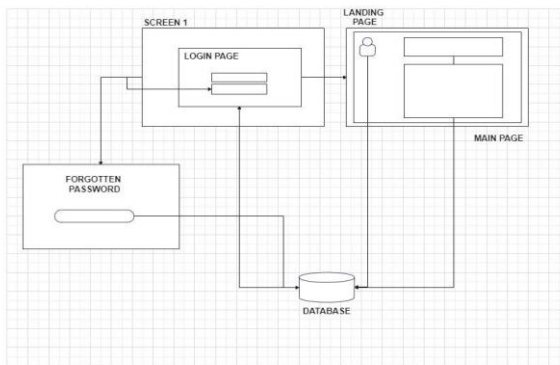 SCREEN 1
LANDING
PAGE
LOGIN PAGE
MAIN PAGE
FORGOTTEN
PASSWORD
DATABASE